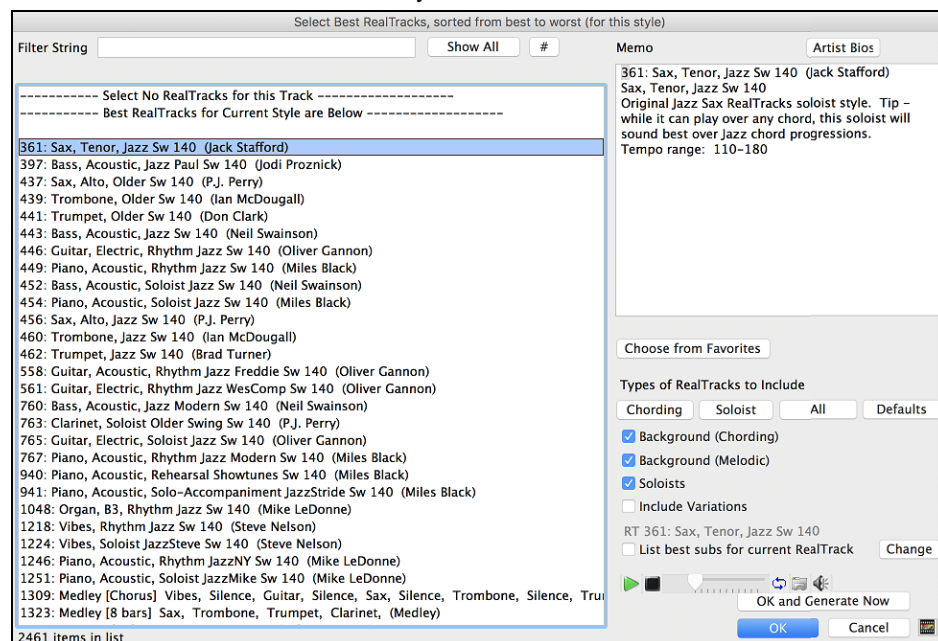 Select Best RealTracks, sorted from best to worst (for this style)
Filter String
Show All
#
----------- Select No RealTracks for this Track -------------------
----------- Best RealTracks for Current Style are Below -------------------
361: Sax, Tenor, Jazz Sw 140 (Jack Stafford)
397: Bass, Acoustic, Jazz Paul Sw 140 (Jodi Proznick)
437: Sax, Alto, Older Sw 140 (P.J. Perry)
439: Trombone, Older Sw 140 (Ian McDougall)
441: Trumpet, Older Sw 140 (Don Clark)
443: Bass, Acoustic, Jazz Sw 140 (Neil Swainson)
446: Guitar, Electric, Rhythm Jazz Sw 140 (Oliver Gannon)
449: Piano, Acoustic, Rhythm Jazz Sw 140 (Miles Black)
452: Bass, Acoustic, Soloist Jazz Sw 140 (Neil Swainson)
454: Piano, Acoustic, Soloist Jazz Sw 140 (Miles Black)
456: Sax, Alto, Jazz Sw 140 (P.J. Perry)
460: Trombone, Jazz Sw 140 (Ian McDougall)
462: Trumpet, Jazz Sw 140 (Brad Turner)
558: Guitar, Acoustic, Rhythm Jazz Freddie Sw 140 (Oliver Gannon)
561: Guitar, Electric, Rhythm Jazz WesComp Sw 140 (Oliver Gannon)
760: Bass, Acoustic, Jazz Modern Sw 140 (Neil Swainson)
763: Clarinet, Soloist Older Swing Sw 140 (P.J. Perry)
765: Guitar, Electric, Soloist Jazz Sw 140 (Oliver Gannon)
767: Piano, Acoustic, Rhythm Jazz Modern Sw 140 (Miles Black)
940: Piano, Acoustic, Rehearsal Showtunes Sw 140 (Miles Black)
941: Piano, Acoustic, Solo-Accompaniment JazzStride Sw 140 (Miles Black)
1048: Organ, B3, Rhythm Jazz Sw 140 (Mike LeDonne)
1218: Vibes, Rhythm Jazz Sw 140 (Steve Nelson)
1224: Vibes, Soloist JazzSteve Sw 140 (Steve Nelson)
1246: Piano, Acoustic, Rhythm JazzNY Sw 140 (Mike LeDonne)
1251: Piano, Acoustic, Soloist JazzMike Sw 140 (Mike LeDonne)
1309: Medley [Chorus] Vibes, Silence, Guitar, Silence, Sax, Silence, Trombone, Silence, Tru
1323: Medley [8 bars] Sax, Trombone, Trumpet, Clarinet, (Medley)
2461 items in list
Memo
Artist Bios
361: Sax, Tenor, Jazz Sw 140 (Jack Stafford)
Sax, Tenor, Jazz Sw 140
Original Jazz Sax RealTracks soloist style. Tip -
while it can play over any chord, this soloist will
sound best over Jazz chord progressions.
Tempo range: 110-180
Choose from Favorites
Types of RealTracks to Include
Chording
Soloist
All
Defaults
Background (Chording)
Background (Melodic)
Soloists
Include Variations
RT 361: Sax, Tenor, Jazz Sw 140
List best subs for current RealTrack
Change
OK and Generate Now
OK
Cancel